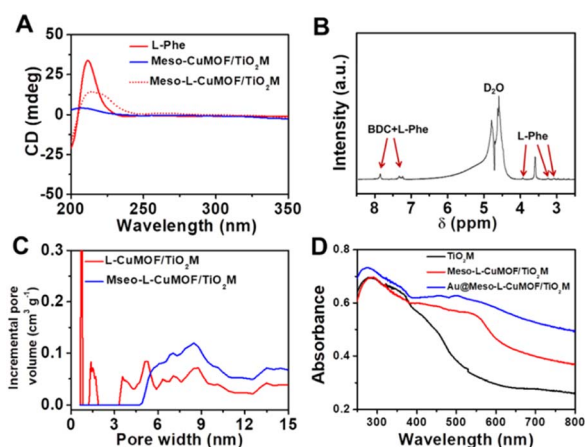 A
CD (mdeg)
50
25
0
-25
-50
L-Phe
Meso-CuMOF/TiO₂M
Meso-L-CuMOF/TiO₂M
200
250
300
350
Wavelength (nm)
B
Intensity (a.u.)
D₂O
BDC+L-Phe
L-Phe
8
7
6
5
4
3
δ (ppm)
C
Incremental pore
volume (cm³ g⁻¹)
0.3
0.2
0.1
0.0
L-CuMOF/TiO₂M
Mseo-L-CuMOF/TiO₂M
0
3
6
9
12
15
Pore width (nm)
D
Absorbance
0.8
0.6
0.4
0.2
TiO₂M
Meso-L-CuMOF/TiO₂M
Au@Meso-L-CuMOF/TiO₂M
300
400
500
600
700
800
Wavelength (nm)